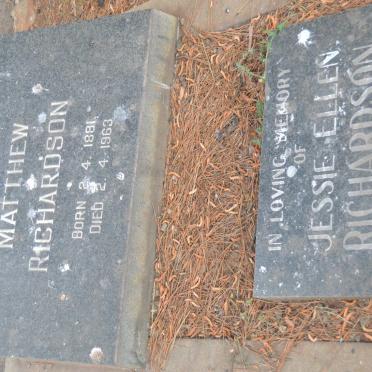 MATTHEW
RICHARDSON
BORN 2. 4. 1881.
DIED 2. 4. 1963
IN LOVING MEMORY
OF
JESSIE ELLEN
RICHARDSON